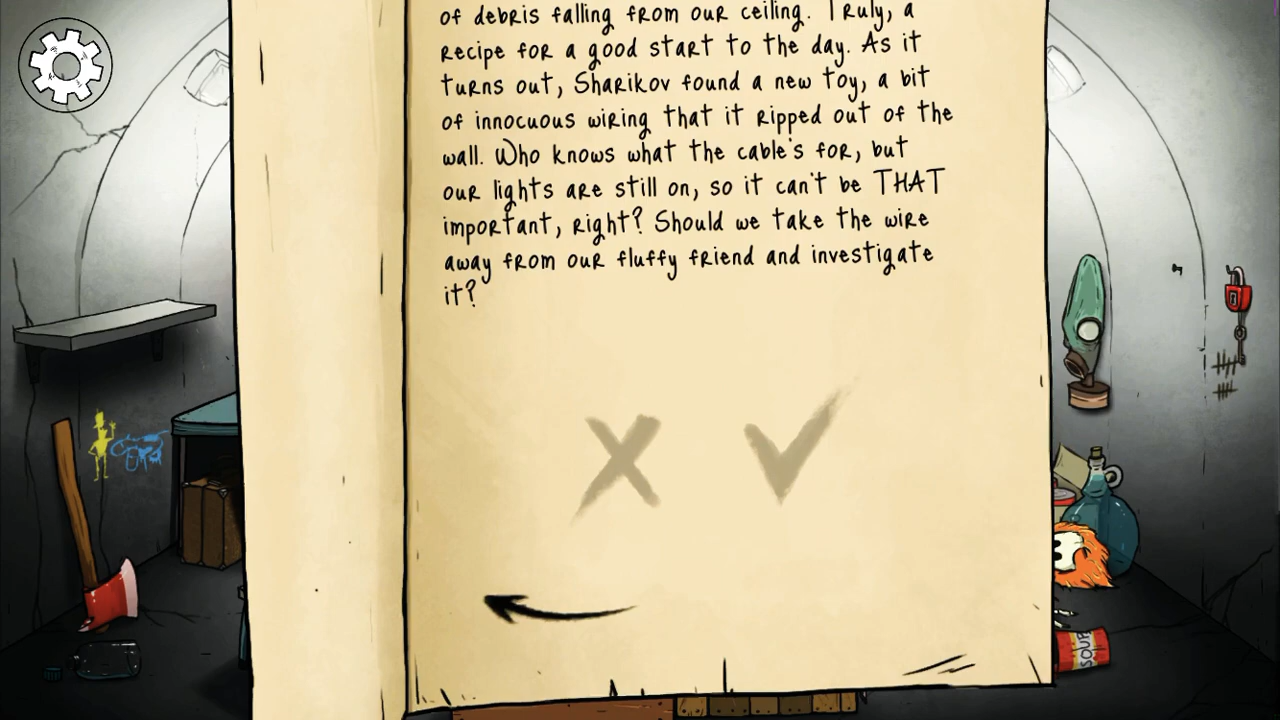 of debris falling from our ceiling. Truly, a
recipe for a good start to the day. As it
turns out, Sharikov found a new toy, a bit
of innocuous wiring that it ripped out of the
wall. Who knows what the cable's for, but
our lights are still on, so it can't be THAT
important, right? Should we take the wire
away from our fluffy friend and investigate
it?
SOUP